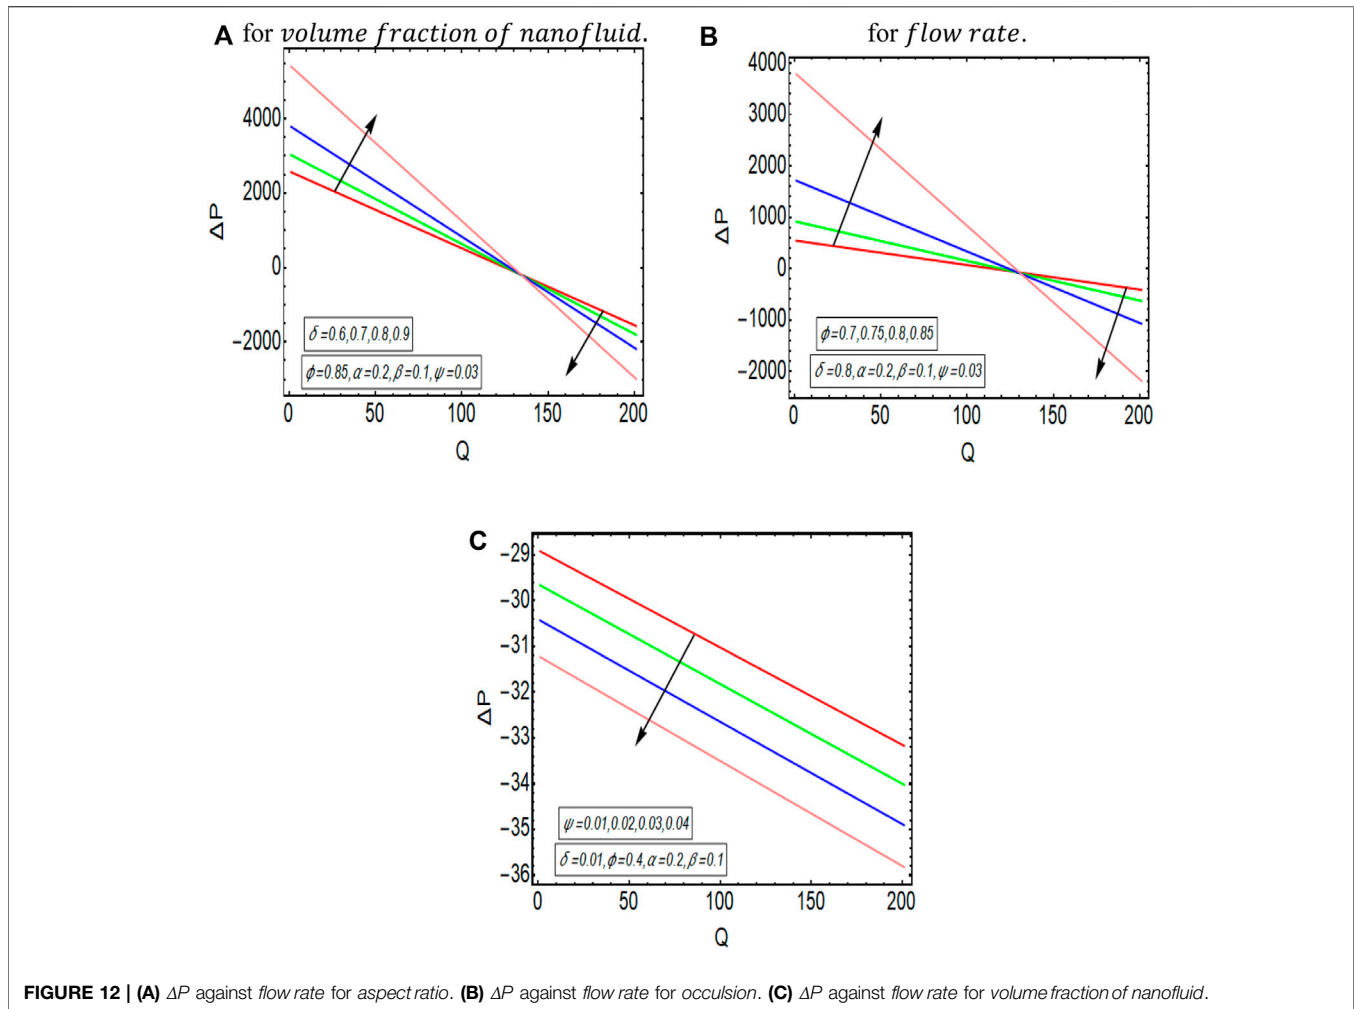 A for volume fraction of nanofluid.
4000
2000
0
−2000
ΔP
δ=0.6,0.7,0.8,0.9
ϕ=0.85,α=0.2,β=0.1,ψ=0.03
0 50 100 150 200
Q
B for flow rate.
4000
3000
2000
1000
0
−1000
−2000
ΔP
ϕ=0.7,0.75,0.8,0.85
δ=0.8,α=0.2,β=0.1,ψ=0.03
0 50 100 150 200
Q
C
−29
−30
−31
−32
−33
−34
−35
−36
ΔP
ψ=0.01,0.02,0.03,0.04
δ=0.01,ϕ=0.4,α=0.2,β=0.1
0 50 100 150 200
Q
FIGURE 12 | (A) ΔP against flow rate for aspect ratio. (B) ΔP against flow rate for occulsion. (C) ΔP against flow rate for volume fraction of nanofluid.